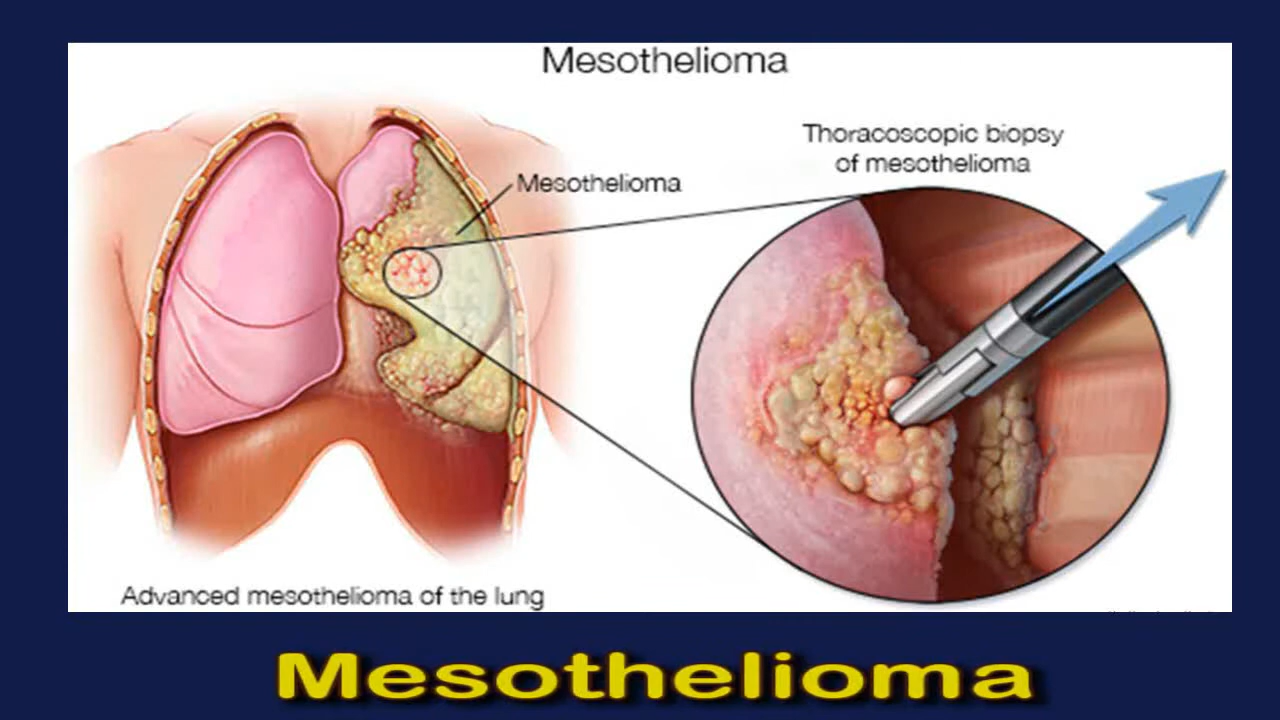 Mesothelioma
Thoracoscopic biopsy
of mesothelioma
Mesothelioma
Advanced mesothelioma of the lung
Mesothelioma